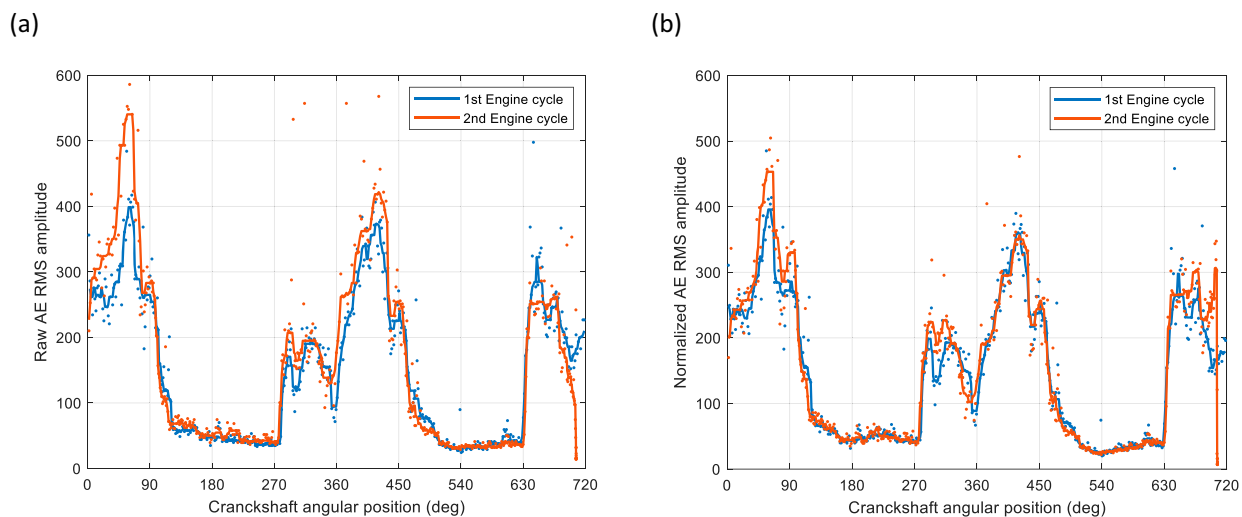 (a)
(b)
600
500
400
300
200
100
0
Raw AE RMS amplitude
1st Engine cycle
2nd Engine cycle
0 90 180 270 360 450 540 630 720
Cranckshaft angular position (deg)
600
500
400
300
200
100
0
Normalized AE RMS amplitude
1st Engine cycle
2nd Engine cycle
0 90 180 270 360 450 540 630 720
Cranckshaft angular position (deg)